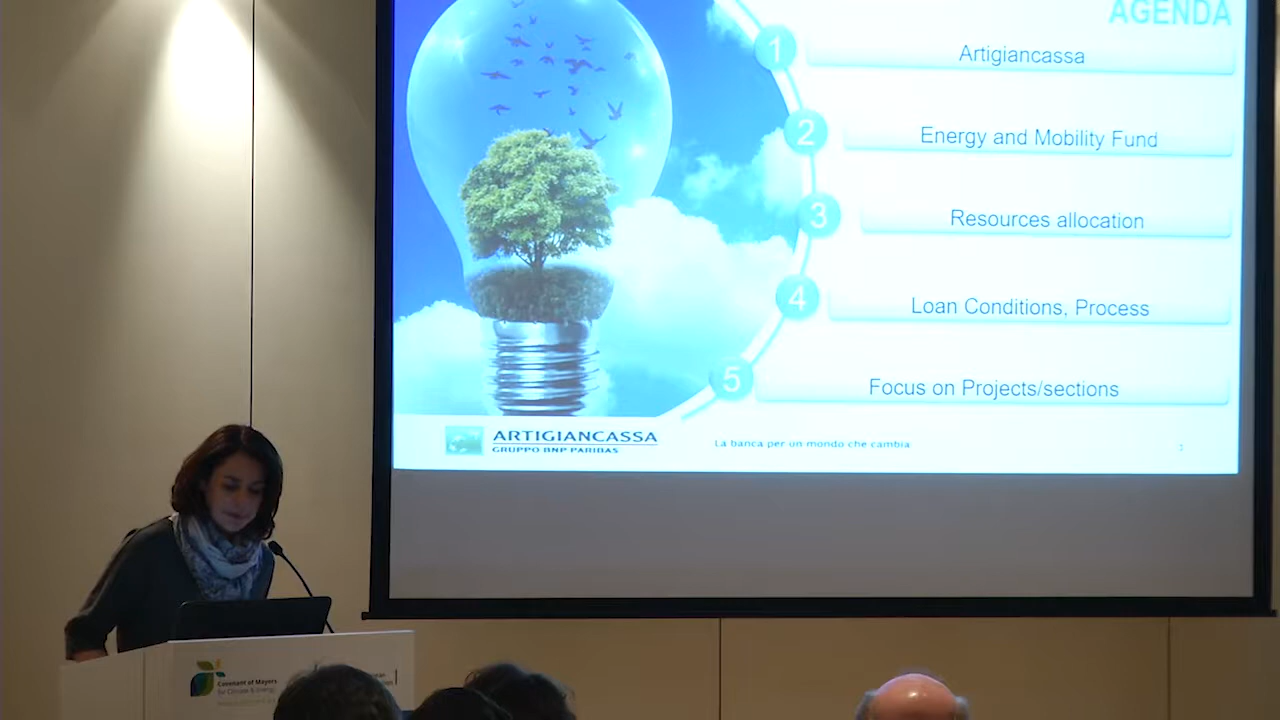 AGENDA
1 Artigiancassa
2 Energy and Mobility Fund
3 Resources allocation
4 Loan Conditions, Process
5 Focus on Projects/sections
ARTIGIANCASSA
GRUPPO BNP PARIBAS
La banca per un mondo che cambia
Covenant of Mayors
for Climate & Energy